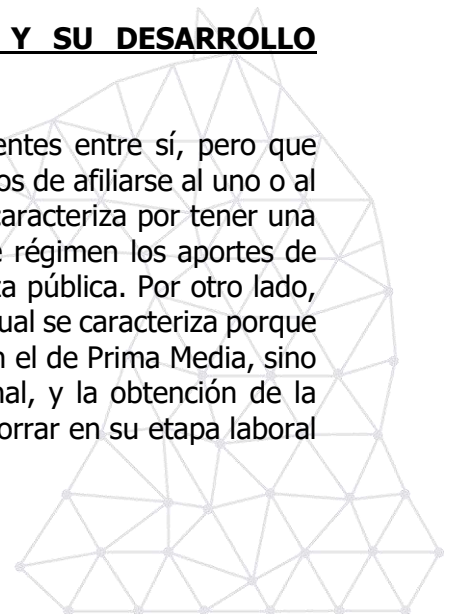 Y SU DESARROLLO
entes entre sí, pero que
os de afiliarse al uno o al
caracteriza por tener una
e régimen los aportes de
ta pública. Por otro lado,
ual se caracteriza porque
n el de Prima Media, sino
nal, y la obtención de la
orrar en su etapa laboral